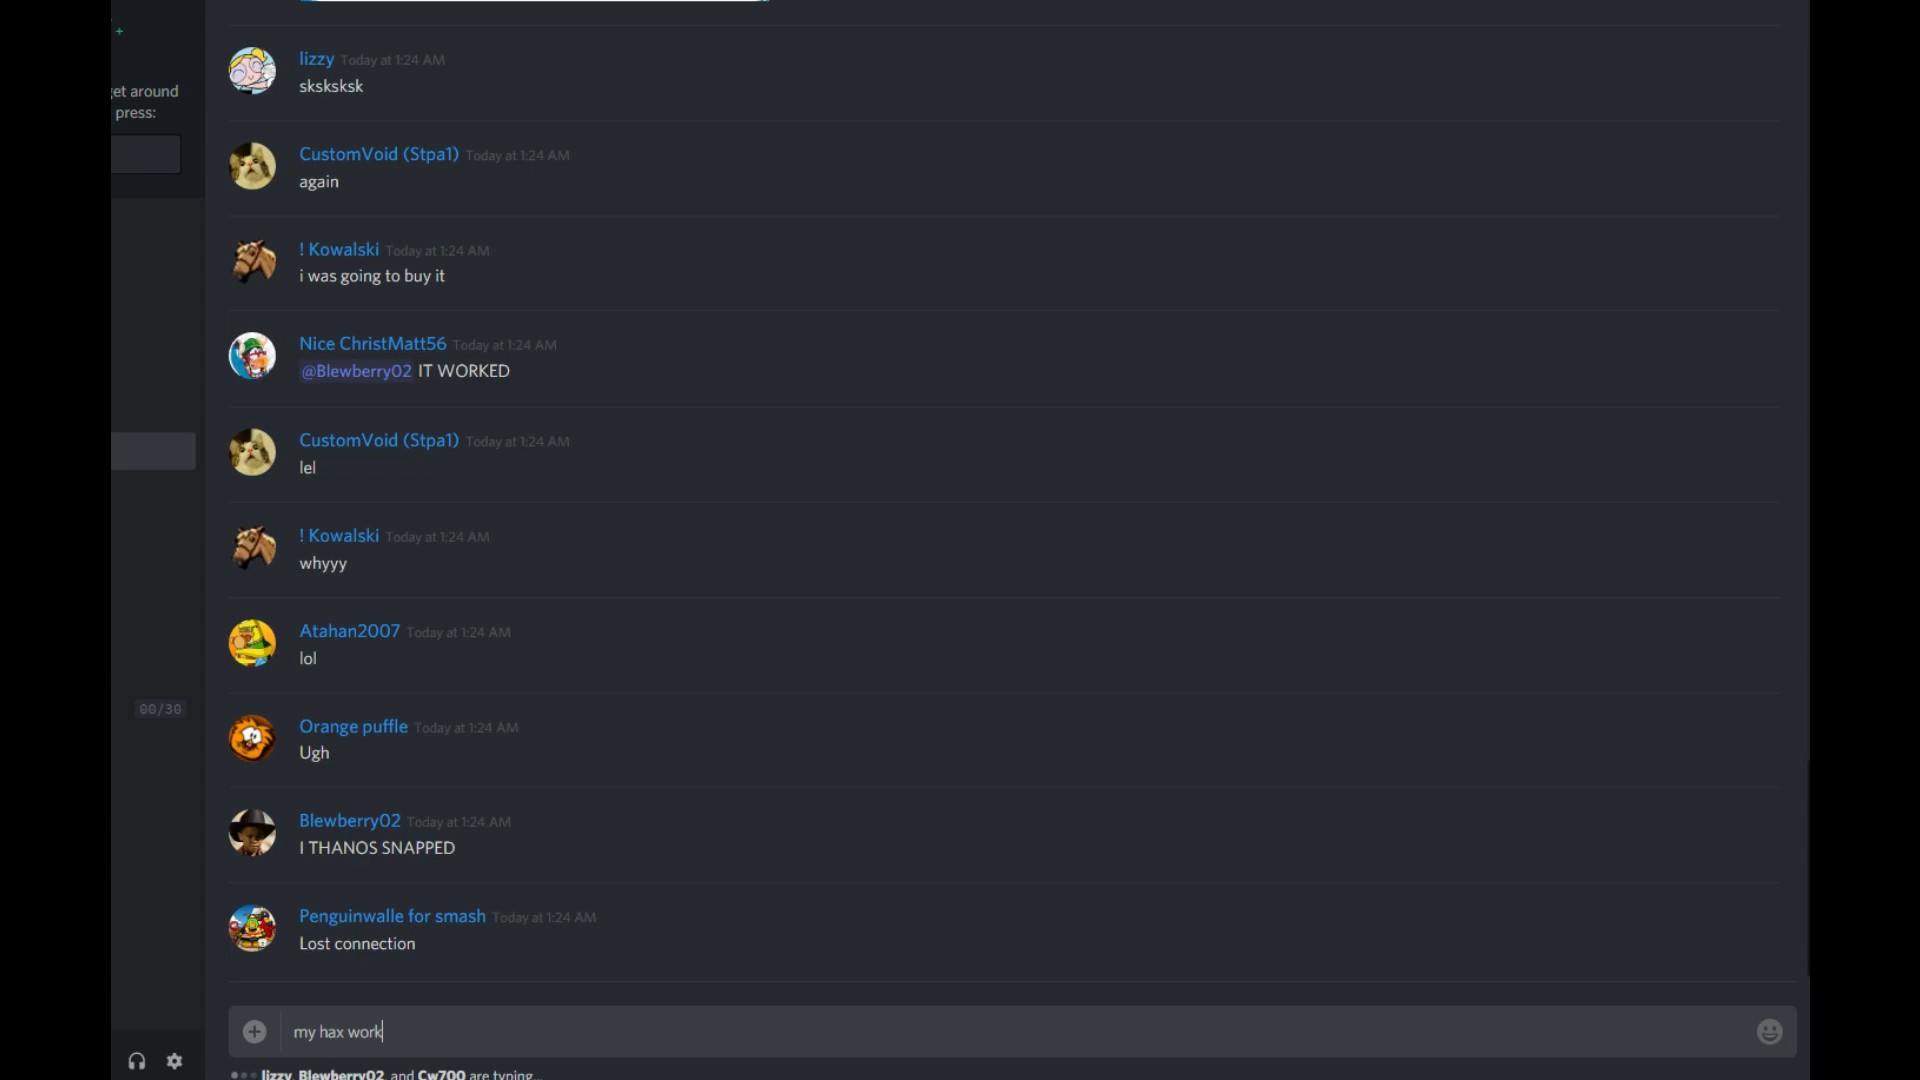 +
get around
press:
lizzy Today at 1:24 AM
sksksksk
CustomVoid (Stpa1) Today at 1:24 AM
again
! Kowalski Today at 1:24 AM
i was going to buy it
Nice ChristMatt56 Today at 1:24 AM
@Blewberry02 IT WORKED
CustomVoid (Stpa1) Today at 1:24 AM
lel
! Kowalski Today at 1:24 AM
whyyy
Atahan2007 Today at 1:24 AM
lol
00/30
Orange puffle Today at 1:24 AM
Ugh
Blewberry02 Today at 1:24 AM
I THANOS SNAPPED
Penguinwalle for smash Today at 1:24 AM
Lost connection
my hax work
lizzy, Blewberry02, and Cw700 are typing...